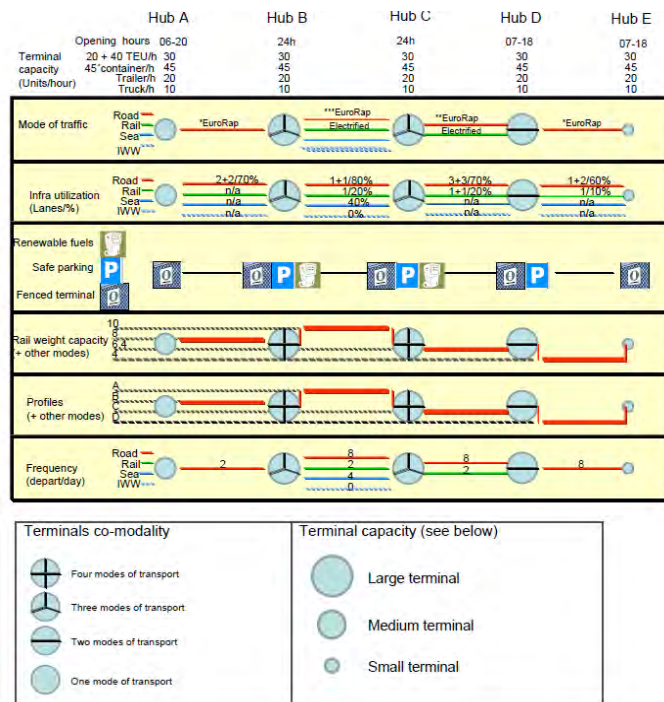 Hub A Hub B Hub C Hub D Hub E
Opening hours 06-20 24h 24h 07-18 07-18
Terminal capacity (Units/hour)
20 + 40 TEU/h 30 30 30 30 30
45´container/h 45 45 45 45 45
Trailer/h 20 20 20 20 20
Truck/h 10 10 10 10 10
Mode of traffic
Road *EuroRap ***EuroRap **EuroRap *EuroRap
Rail Electrified Electrified
Sea
IWW
Infra utilization (Lanes/%)
Road 2+2/70% 1+1/80% 3+3/70% 1+2/60%
Rail n/a 1/20% 1+1/20% 1/10%
Sea n/a 40% n/a n/a
IWW n/a 0% n/a n/a
Renewable fuels
Safe parking P P P P
Fenced terminal
Rail weight capacity
(+ other modes)
10
8
6,4
4
Profiles
(+ other modes)
A
B
C
D
Frequency
(depart/day)
Road 2 8 8 8
Rail 2 2
Sea 4
IWW 0
Terminals co-modality
Four modes of transport
Three modes of transport
Two modes of transport
One mode of transport
Terminal capacity (see below)
Large terminal
Medium terminal
Small terminal